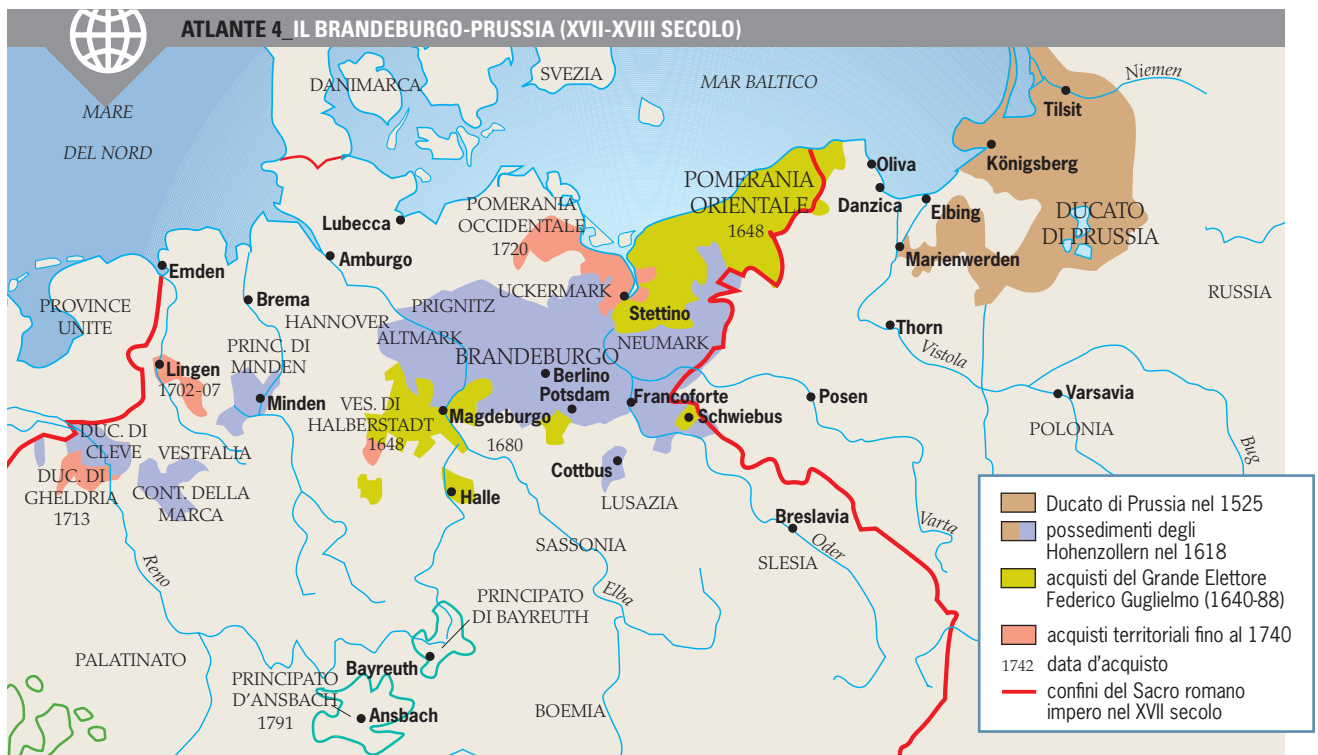 ATLANTE 4_IL BRANDEBURGO-PRUSSIA (XVII-XVIII SECOLO)
MARE
DEL NORD
DANIMARCA
SVEZIA
MAR BALTICO
Niemen
Tilsit
Königsberg
Oliva
Danzica
Elbing
DUCATO
DI PRUSSIA
Marienwerden
RUSSIA
POMERANIA
ORIENTALE
1648
POMERANIA
OCCIDENTALE
1720
Lubecca
Amburgo
Emden
Brema
PROVINCE
UNITE
HANNOVER
PRIGNITZ
UCKERMARK
Stettino
ALTMARK
NEUMARK
BRANDEBURGO
Berlino
Potsdam
Francoforte
Schwiebus
Posen
Thorn
Vistola
Varsavia
POLONIA
Bug
PRINC. DI
MINDEN
Lingen
1702-07
Minden
VES. DI
HALBERSTADT
1648
Magdeburgo
1680
DUC. DI
CLEVE
VESTFALIA
DUC. DI
GHELDRIA
1713
CONT. DELLA
MARCA
Halle
Cottbus
LUSAZIA
Breslavia
Oder
SLESIA
Varta
SASSONIA
Elba
Reno
PRINCIPATO
DI BAYREUTH
PALATINATO
Bayreuth
PRINCIPATO
D'ANSBACH
1791
Ansbach
BOEMIA
Ducato di Prussia nel 1525
possedimenti degli
Hohenzollern nel 1618
acquisti del Grande Elettore
Federico Guglielmo (1640-88)
acquisti territoriali fino al 1740
1742 data d'acquisto
confini del Sacro romano
impero nel XVII secolo